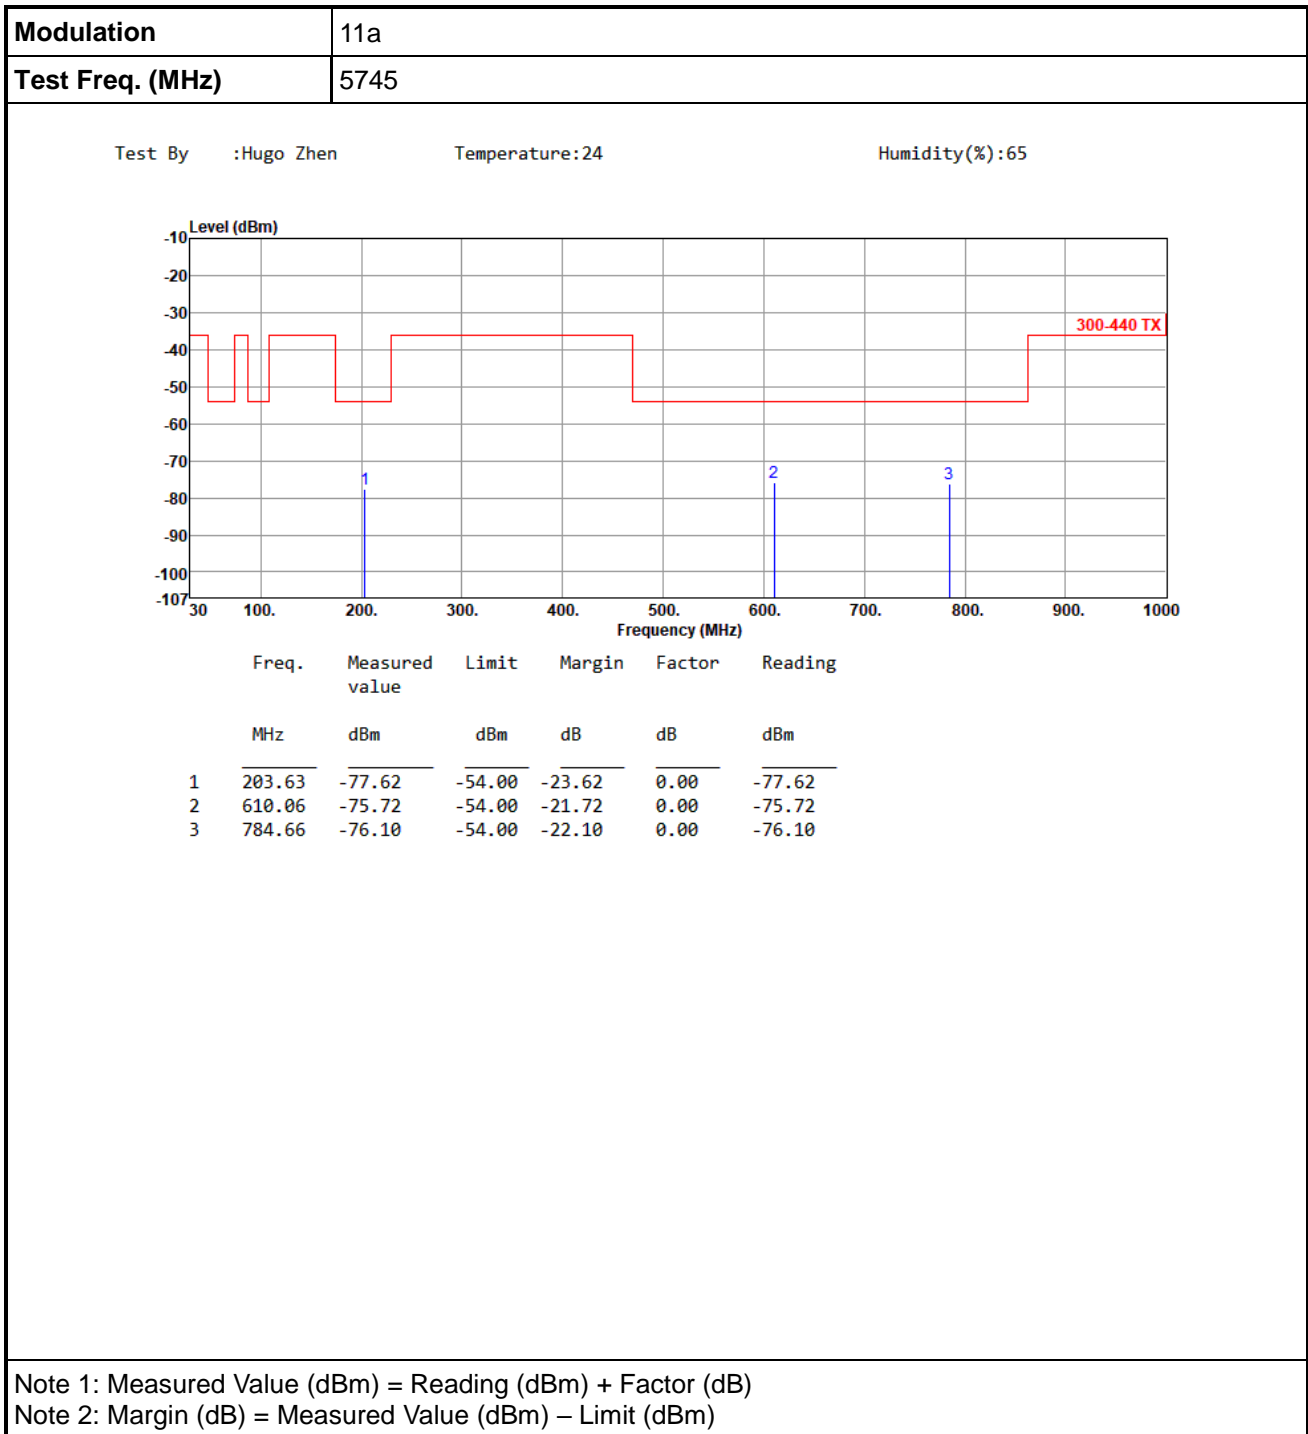 Modulation 11a
Test Freq. (MHz) 5745
Test By :Hugo Zhen Temperature:24 Humidity(%):65
Level (dBm)
-10
-20
-30
300-440 TX
-40
-50
-60
-70
1 2 3
-80
-90
-100
-107
30 100. 200. 300. 400. 500. 600. 700. 800. 900. 1000
Frequency (MHz)
Freq. Measured Limit Margin Factor Reading
value
MHz dBm dBm dB dB dBm
1 203.63 -77.62 -54.00 -23.62 0.00 -77.62
2 610.06 -75.72 -54.00 -21.72 0.00 -75.72
3 784.66 -76.10 -54.00 -22.10 0.00 -76.10
Note 1: Measured Value (dBm) = Reading (dBm) + Factor (dB)
Note 2: Margin (dB) = Measured Value (dBm) – Limit (dBm)